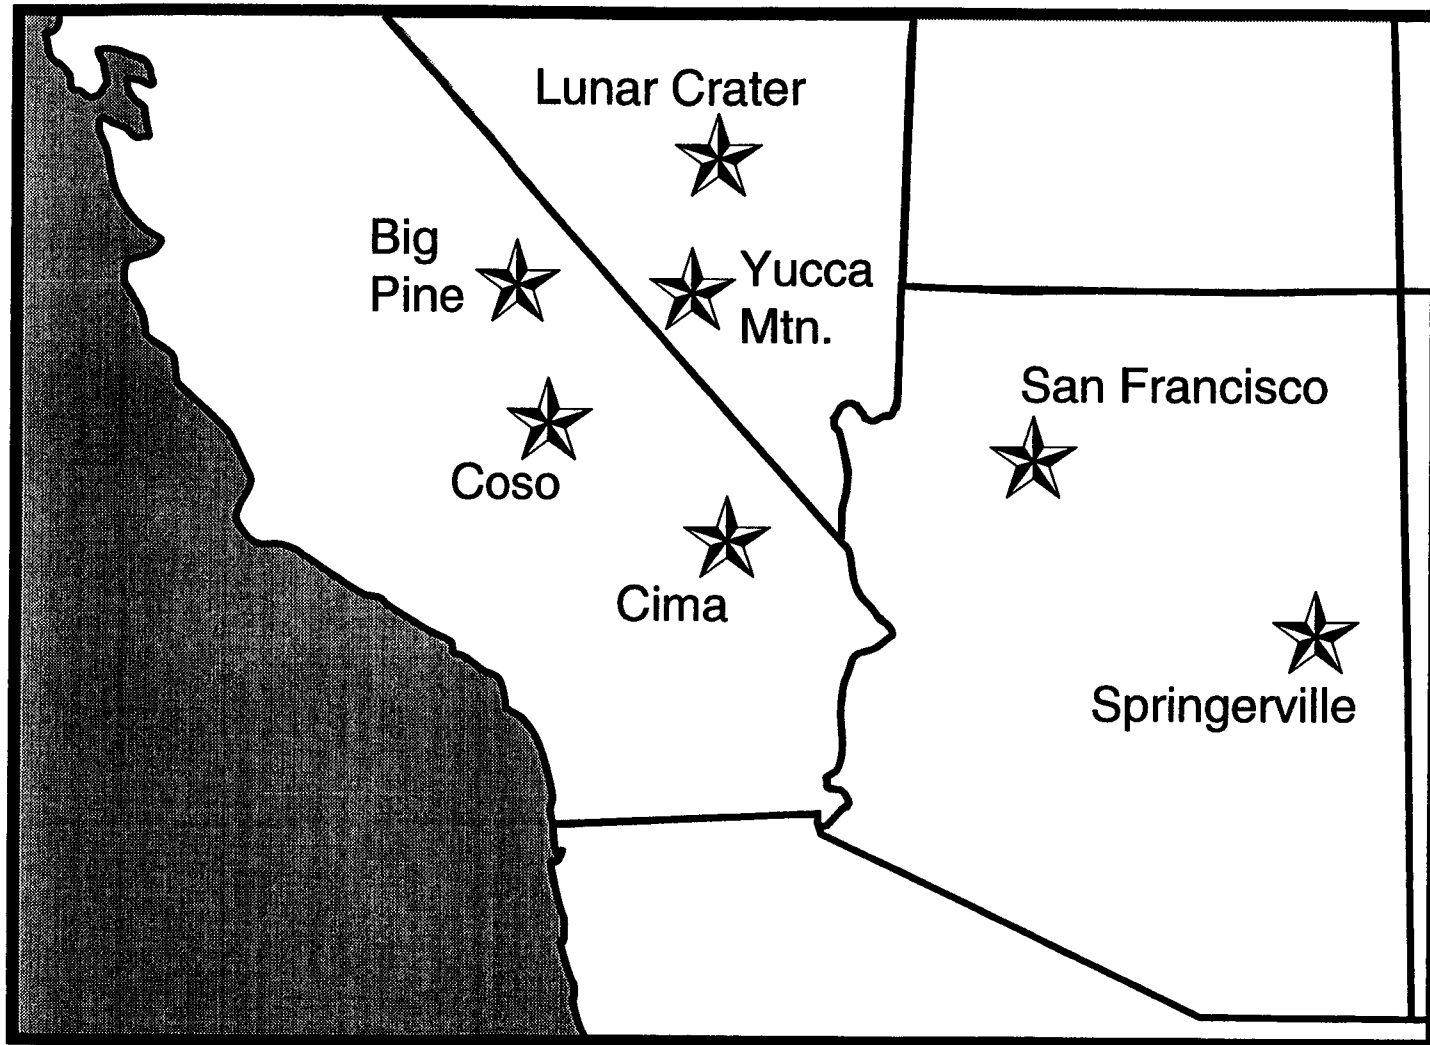 Lunar Crater
Big
Pine
Yucca
Mtn.
San Francisco
Coso
Cima
Springerville